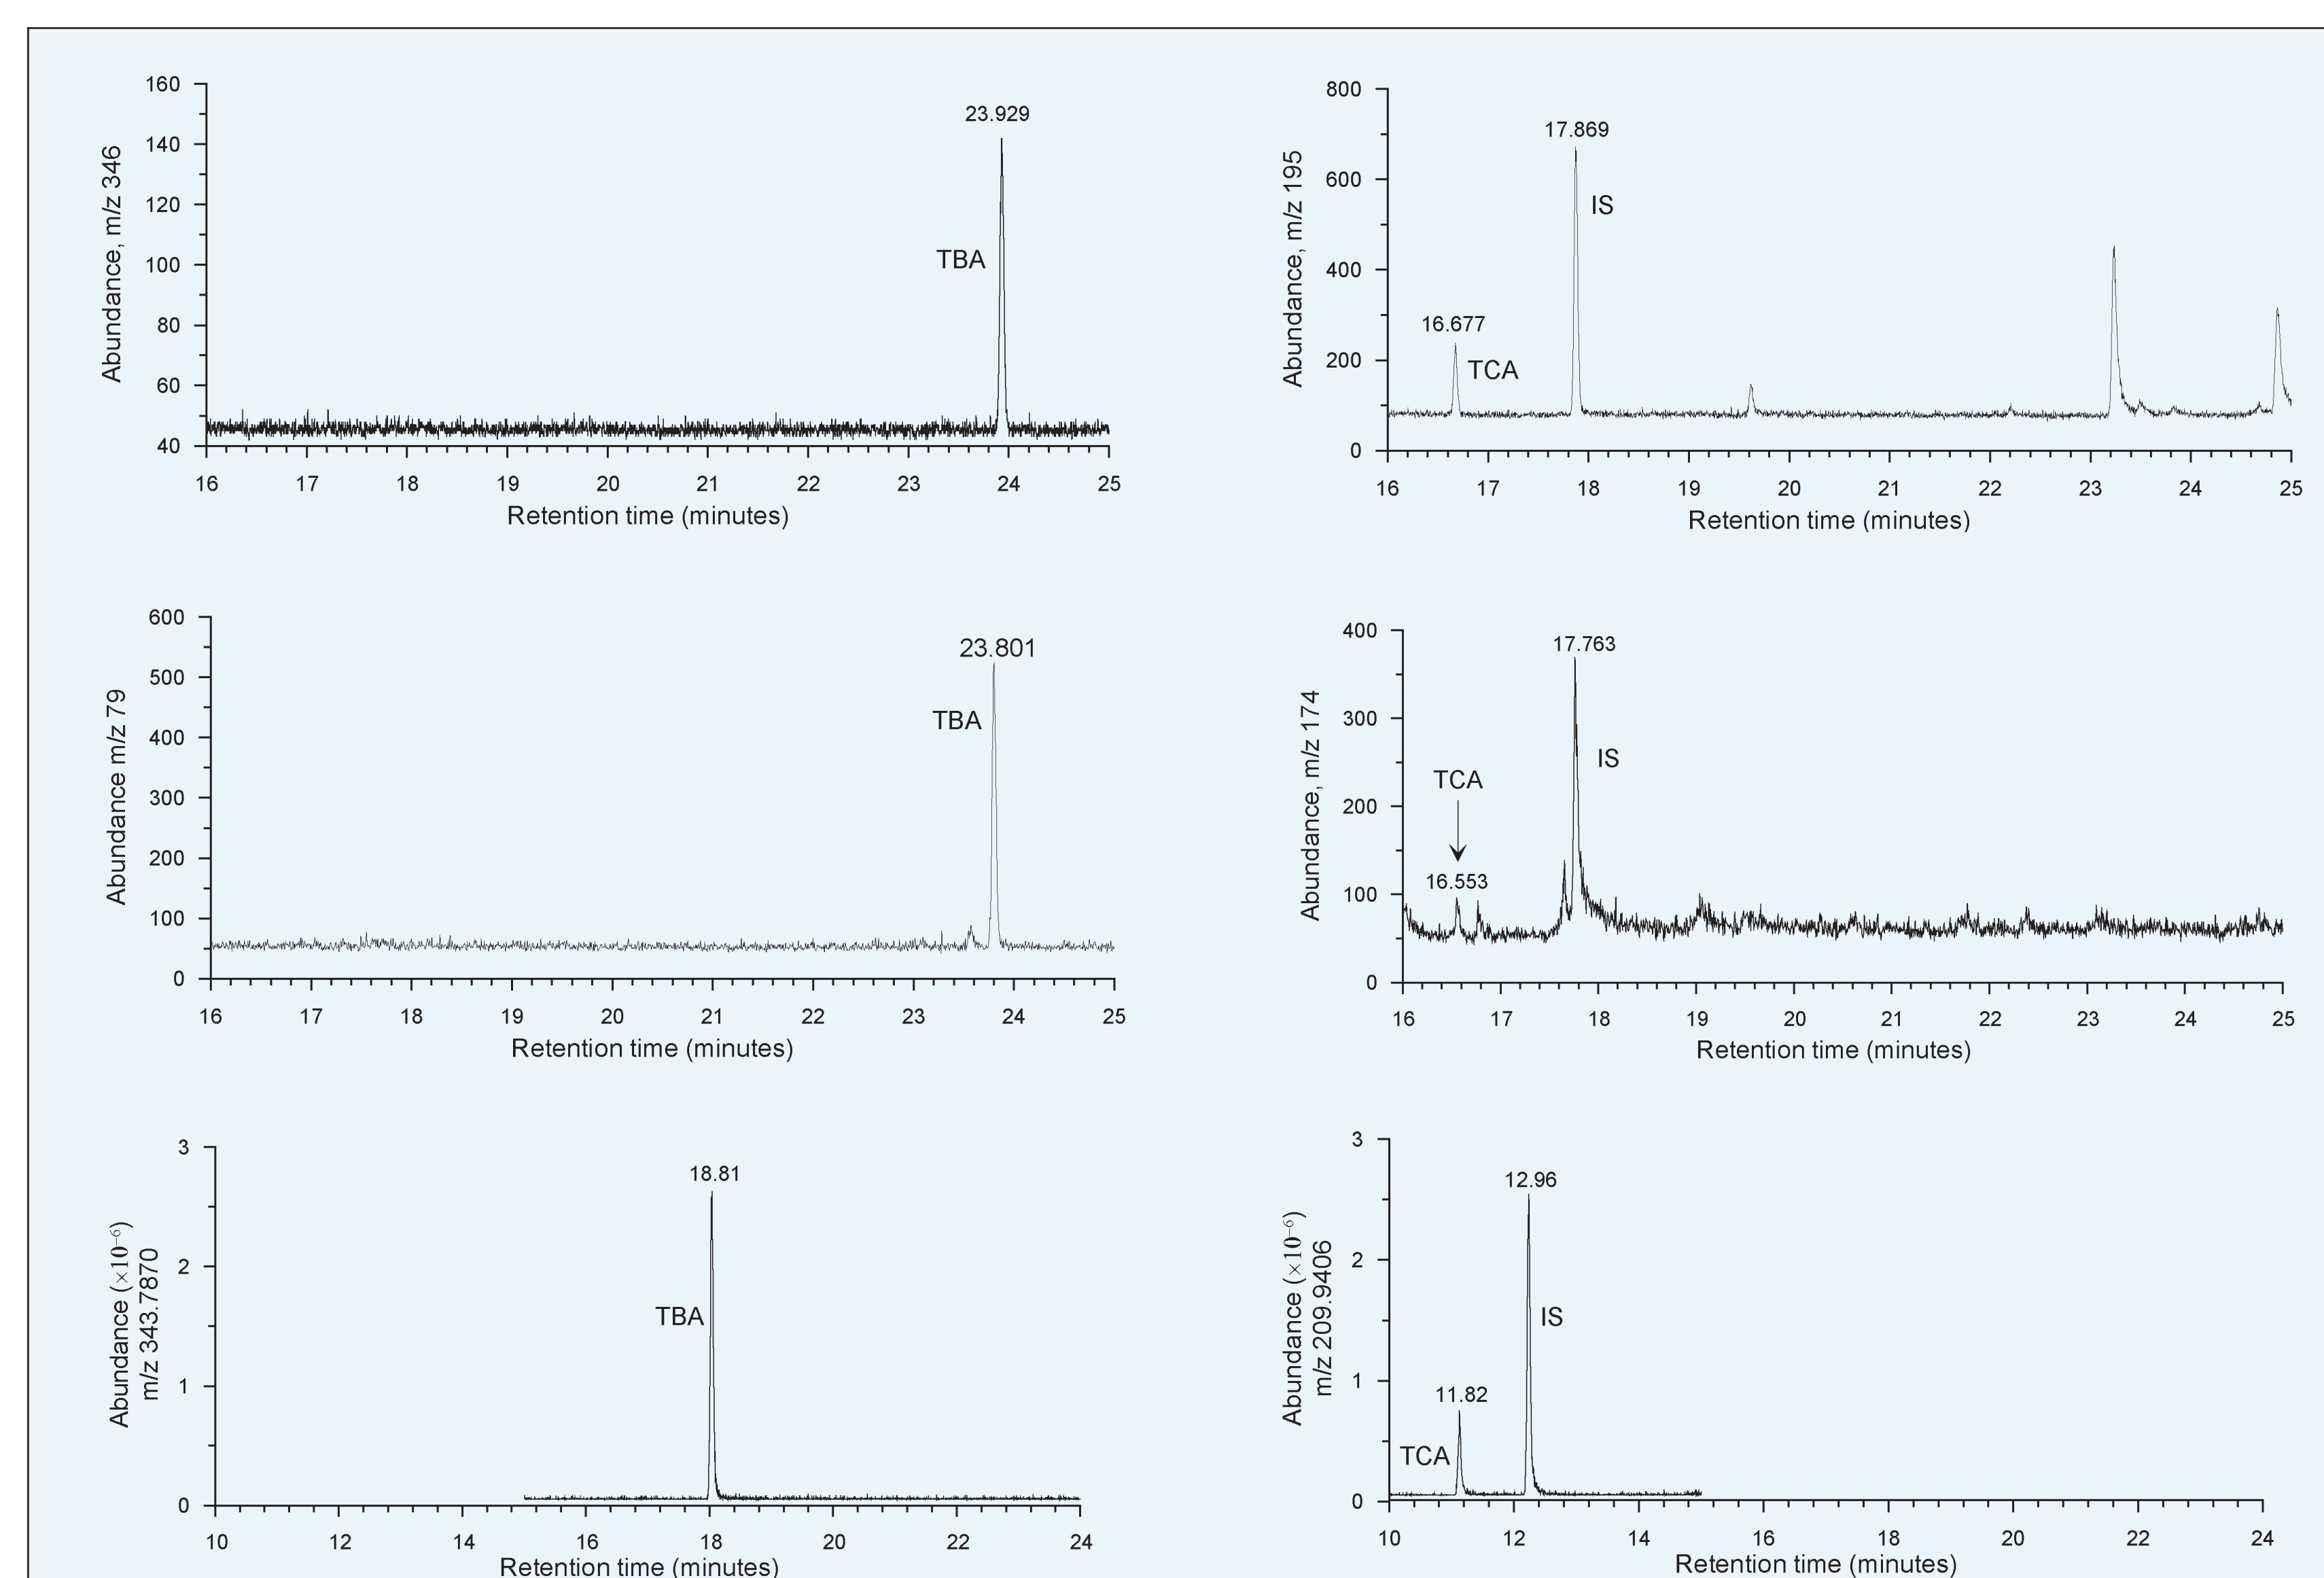 160
140
120
100
80
60
40
Abundance, m/z 346
23.929
TBA
16 17 18 19 20 21 22 23 24 25
Retention time (minutes)
800
600
400
200
0
Abundance, m/z 195
16.677
TCA
17.869
IS
16 17 18 19 20 21 22 23 24 25
Retention time (minutes)
600
500
400
300
200
100
0
Abundance m/z 79
23.801
TBA
16 17 18 19 20 21 22 23 24 25
Retention time (minutes)
400
300
200
100
0
Abundance, m/z 174
TCA
16.553
17.763
IS
16 17 18 19 20 21 22 23 24 25
Retention time (minutes)
3
2
1
0
Abundance (×10⁻⁶)
m/z 343.7870
18.81
TBA
10 12 14 16 18 20 22 24
Retention time (minutes)
3
2
1
0
Abundance (×10⁻⁶)
m/z 209.9406
11.82
TCA
12.96
IS
10 12 14 16 18 20 22 24
Retention time (minutes)